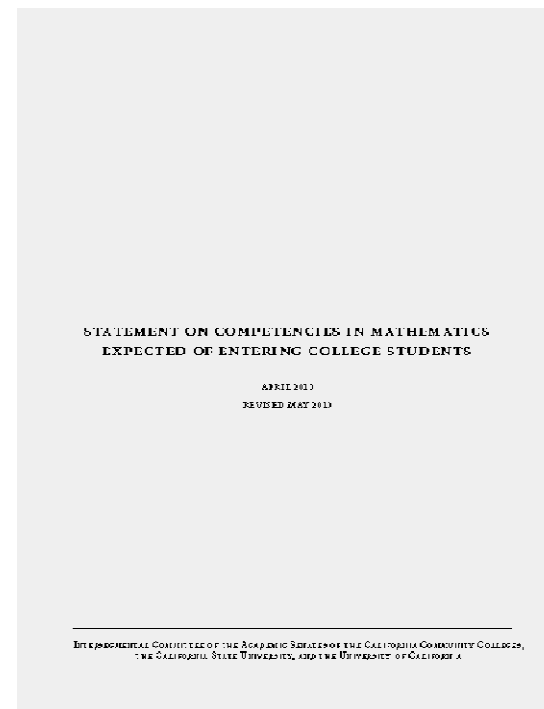 STATEMENT ON COMPETENCIES IN MATHEMATICS
EXPECTED OF ENTERING COLLEGE STUDENTS
APRIL 2013
REVISED MAY 2013
INTERSEGMENTAL COMMITTEE OF THE ACADEMIC SENATES OF THE CALIFORNIA COMMUNITY COLLEGES,
THE CALIFORNIA STATE UNIVERSITY, AND THE UNIVERSITY OF CALIFORNIA